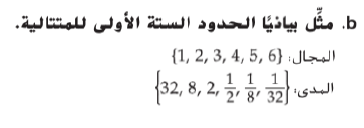 b. مثِّل بيانيًّا الحدود الستة الأولى للمتتالية.
المجال: {1, 2, 3, 4, 5, 6}
المدى: {32, 8, 2, 1/2, 1/8, 1/32}